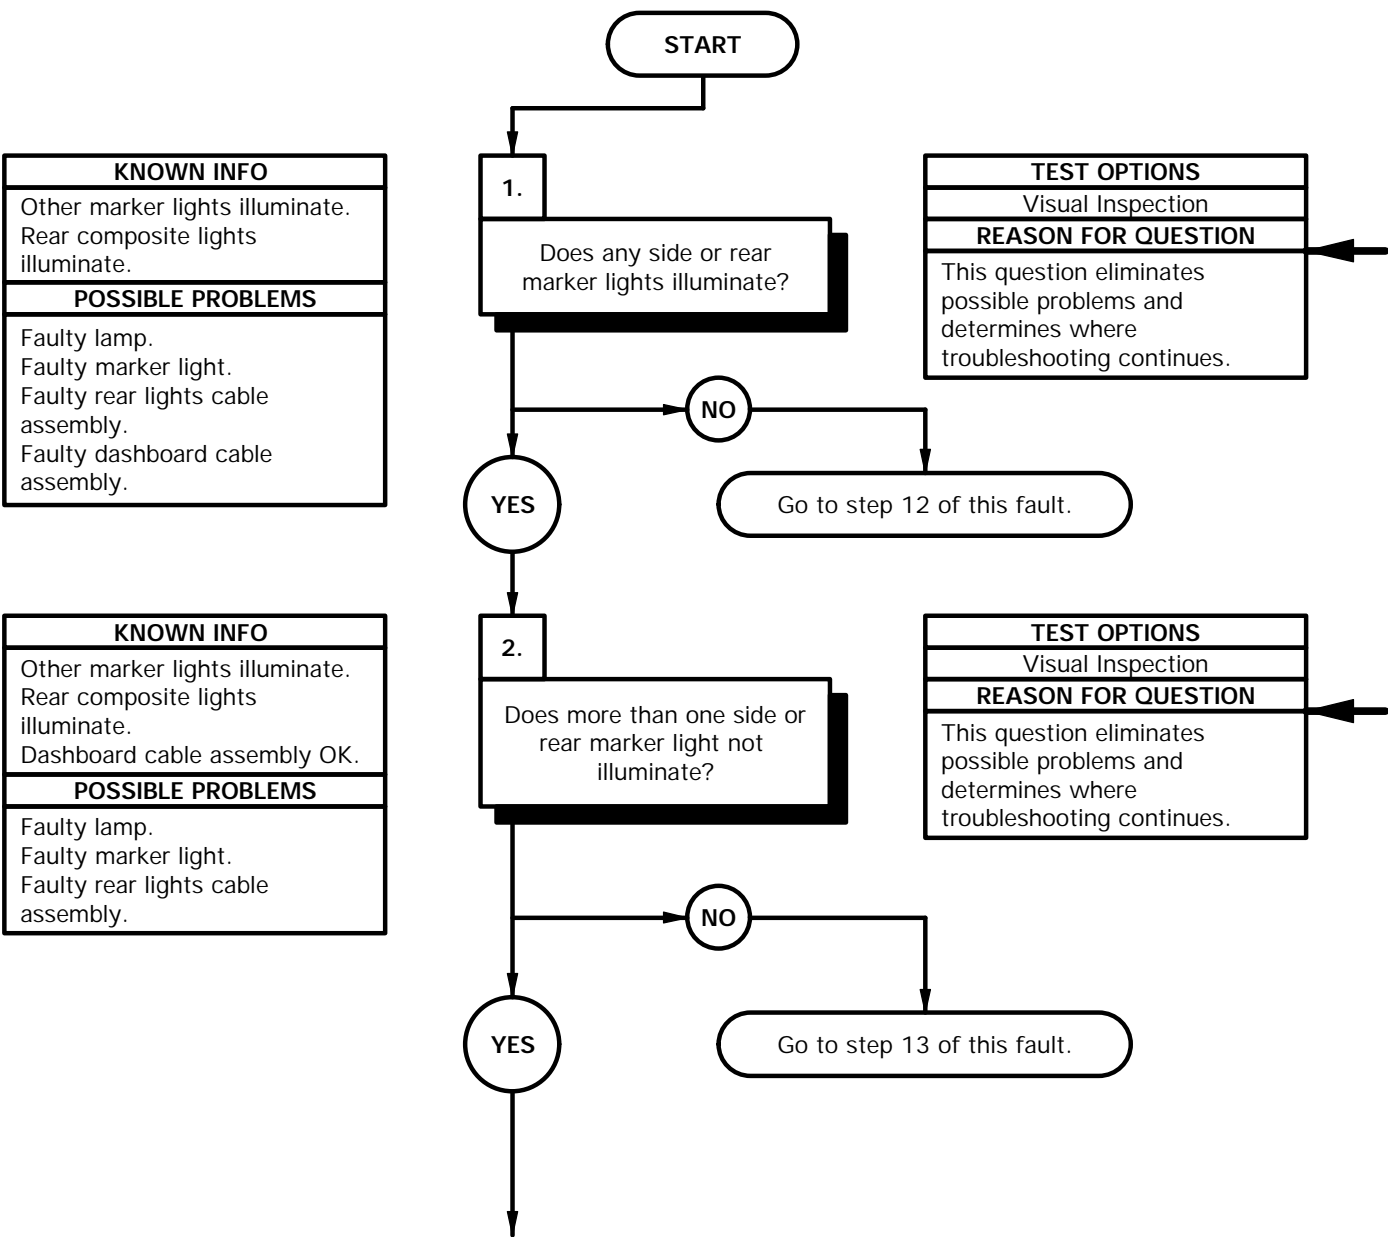 START
KNOWN INFO
Other marker lights illuminate.
Rear composite lights
illuminate.
POSSIBLE PROBLEMS
Faulty lamp.
Faulty marker light.
Faulty rear lights cable
assembly.
Faulty dashboard cable
assembly.
1.
Does any side or rear
marker lights illuminate?
TEST OPTIONS
Visual Inspection
REASON FOR QUESTION
This question eliminates
possible problems and
determines where
troubleshooting continues.
NO
YES
Go to step 12 of this fault.
KNOWN INFO
Other marker lights illuminate.
Rear composite lights
illuminate.
Dashboard cable assembly OK.
POSSIBLE PROBLEMS
Faulty lamp.
Faulty marker light.
Faulty rear lights cable
assembly.
2.
Does more than one side or
rear marker light not
illuminate?
TEST OPTIONS
Visual Inspection
REASON FOR QUESTION
This question eliminates
possible problems and
determines where
troubleshooting continues.
NO
YES
Go to step 13 of this fault.